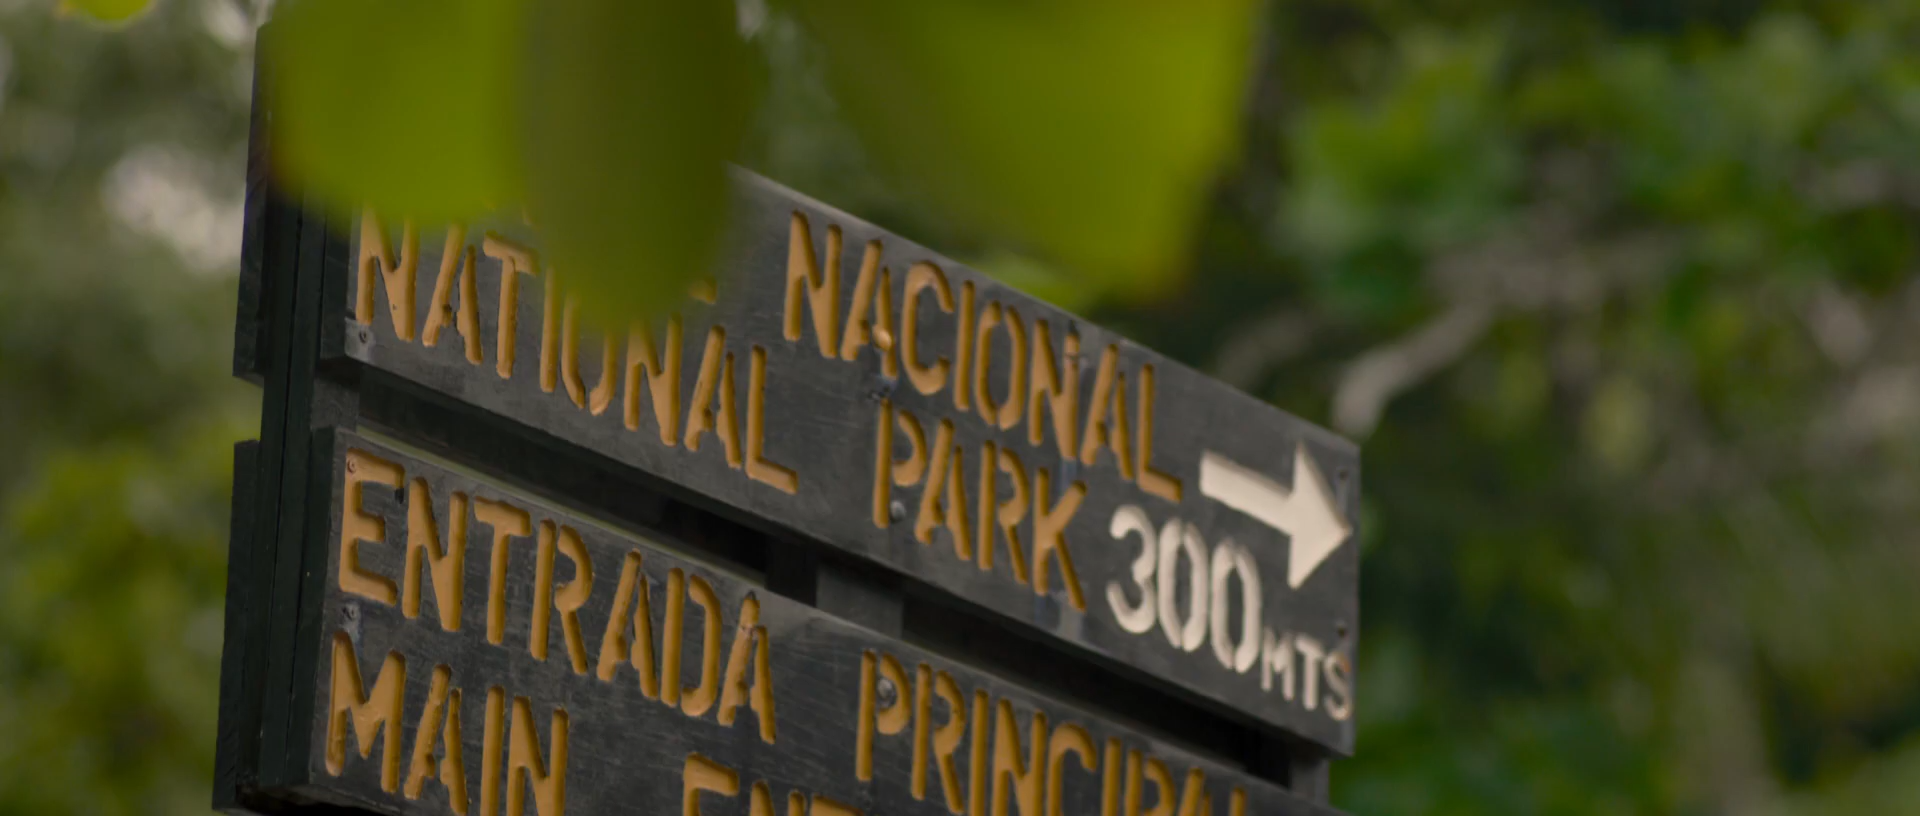 NACIONAL
NATIONAL PARK
300 MTS
ENTRADA PRINCIPAL
MAIN